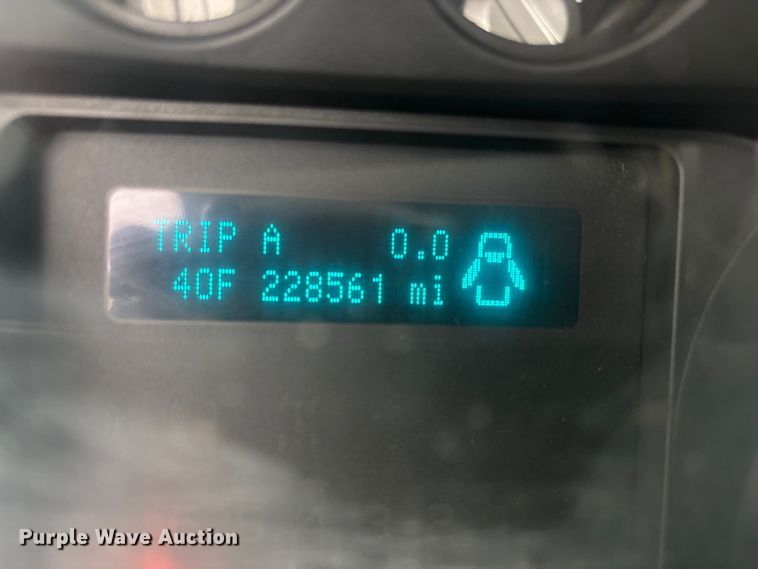 TRIP A 0.0
40F 228561 mi
Purple Wave Auction